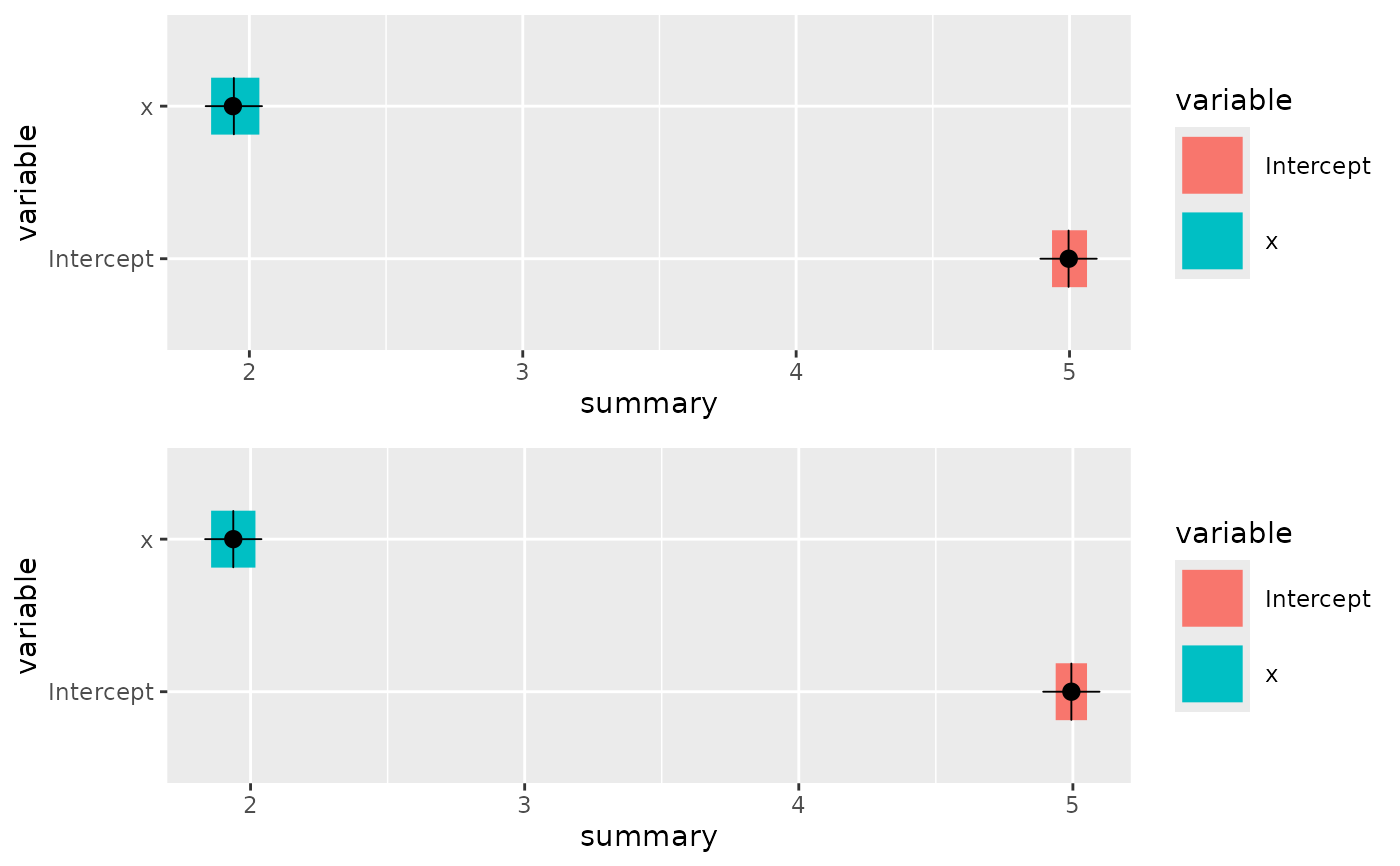 variable
x
Intercept
2 3 4 5
summary
variable
Intercept
x
variable
x
Intercept
2 3 4 5
summary
variable
Intercept
x